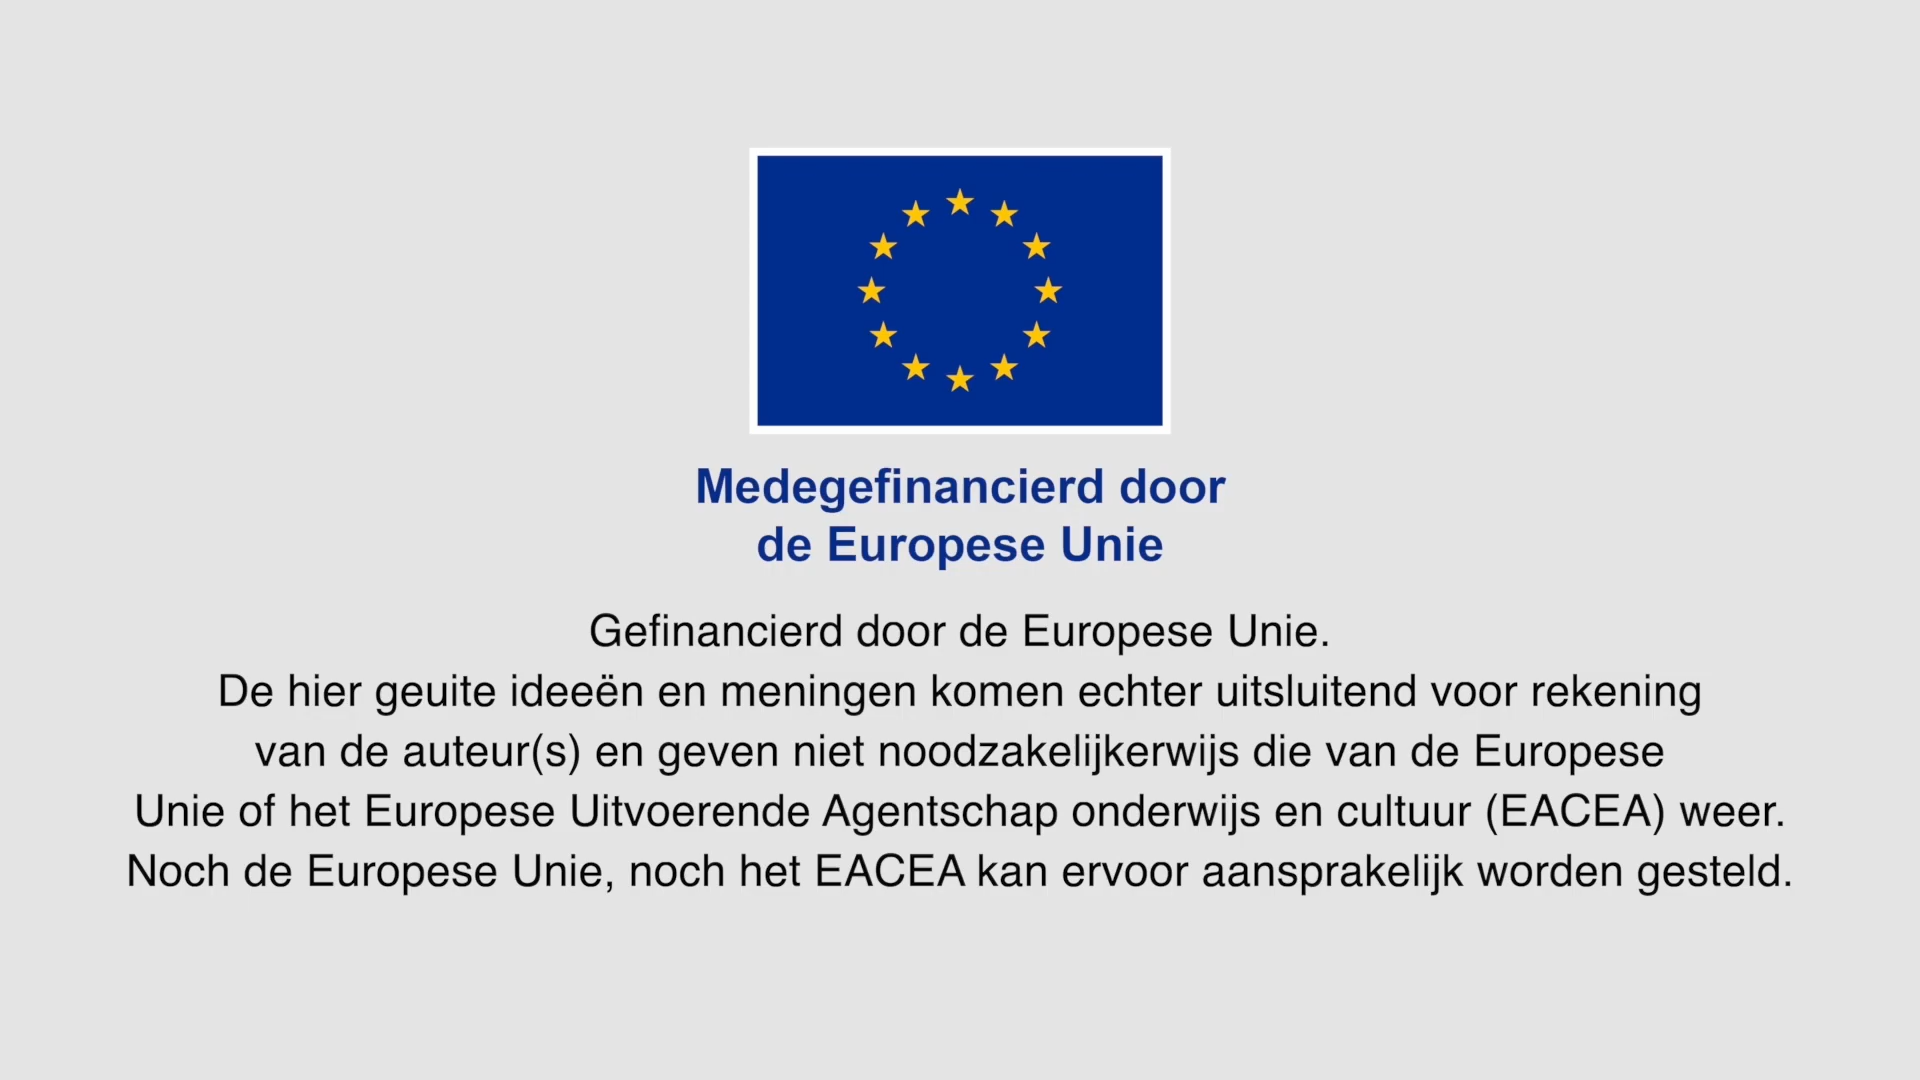 Medegefinancierd door
de Europese Unie
Gefinancierd door de Europese Unie.
De hier geuite ideeën en meningen komen echter uitsluitend voor rekening
van de auteur(s) en geven niet noodzakelijkerwijs die van de Europese
Unie of het Europese Uitvoerende Agentschap onderwijs en cultuur (EACEA) weer.
Noch de Europese Unie, noch het EACEA kan ervoor aansprakelijk worden gesteld.